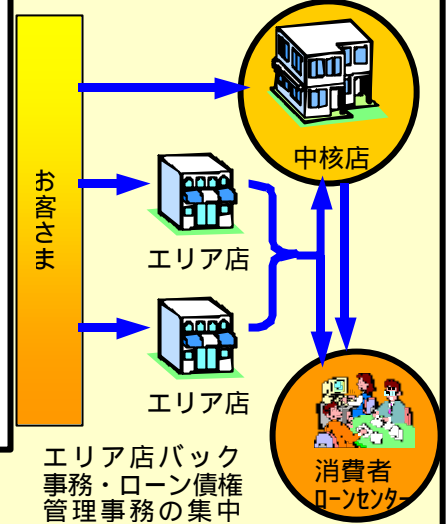 中核店
お客さま
エリア店
エリア店
エリア店バック
事務・ローン債権
管理事務の集中
消費者
ローンセンター